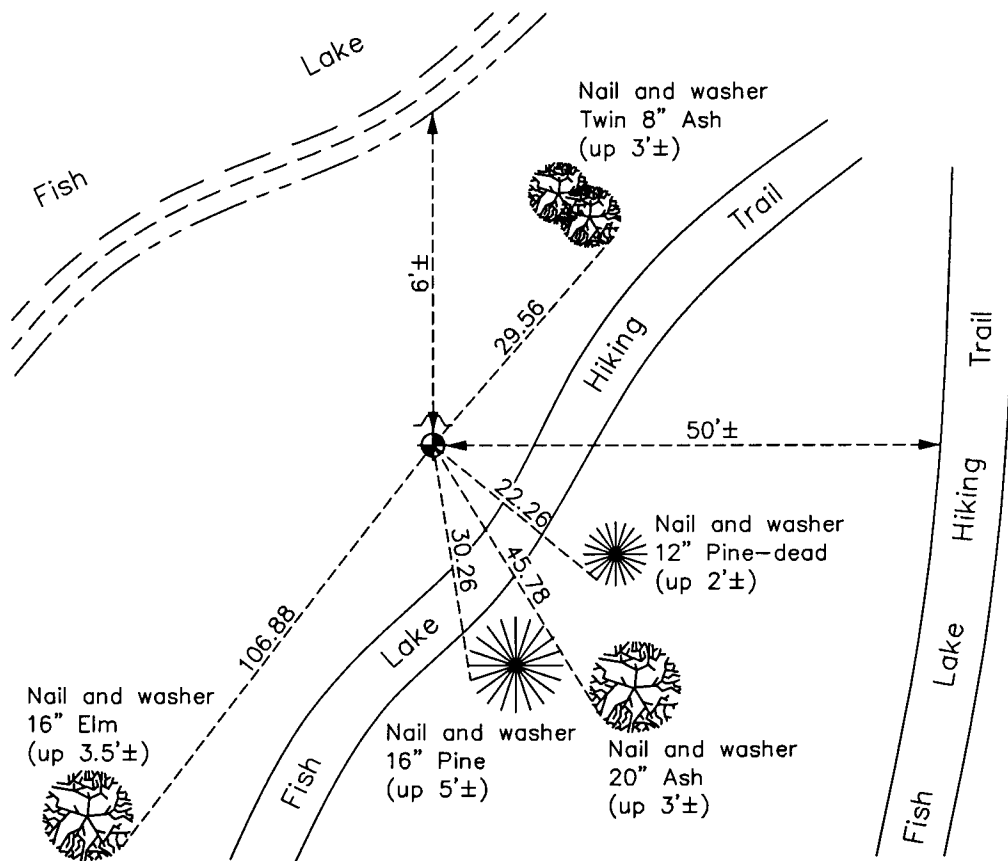 Lake
Fish
Nail and washer
Twin 8" Ash
(up 3'±)
Trail
6'±
29.56
Hiking
Trail
50'±
Hiking
22.26
Nail and washer
12" Pine-dead
(up 2'±)
30.26
45.78
106.88
Lake
Lake
Nail and washer
16" Elm
(up 3.5'±)
Nail and washer
16" Pine
(up 5'±)
Nail and washer
20" Ash
(up 3'±)
Fish
Fish